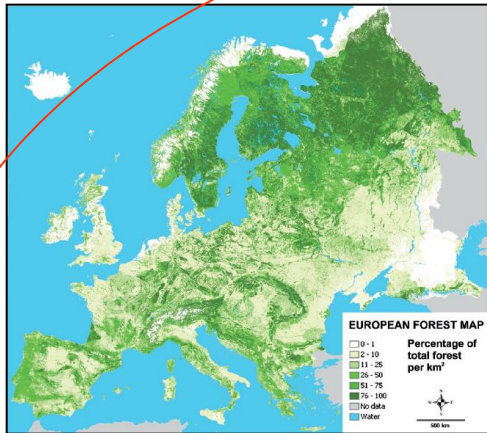 EUROPEAN FOREST MAP
Percentage of
total forest
per km²
0 - 1
2 - 10
11 - 25
26 - 50
51 - 75
76 - 100
No data
Water
N
500 km